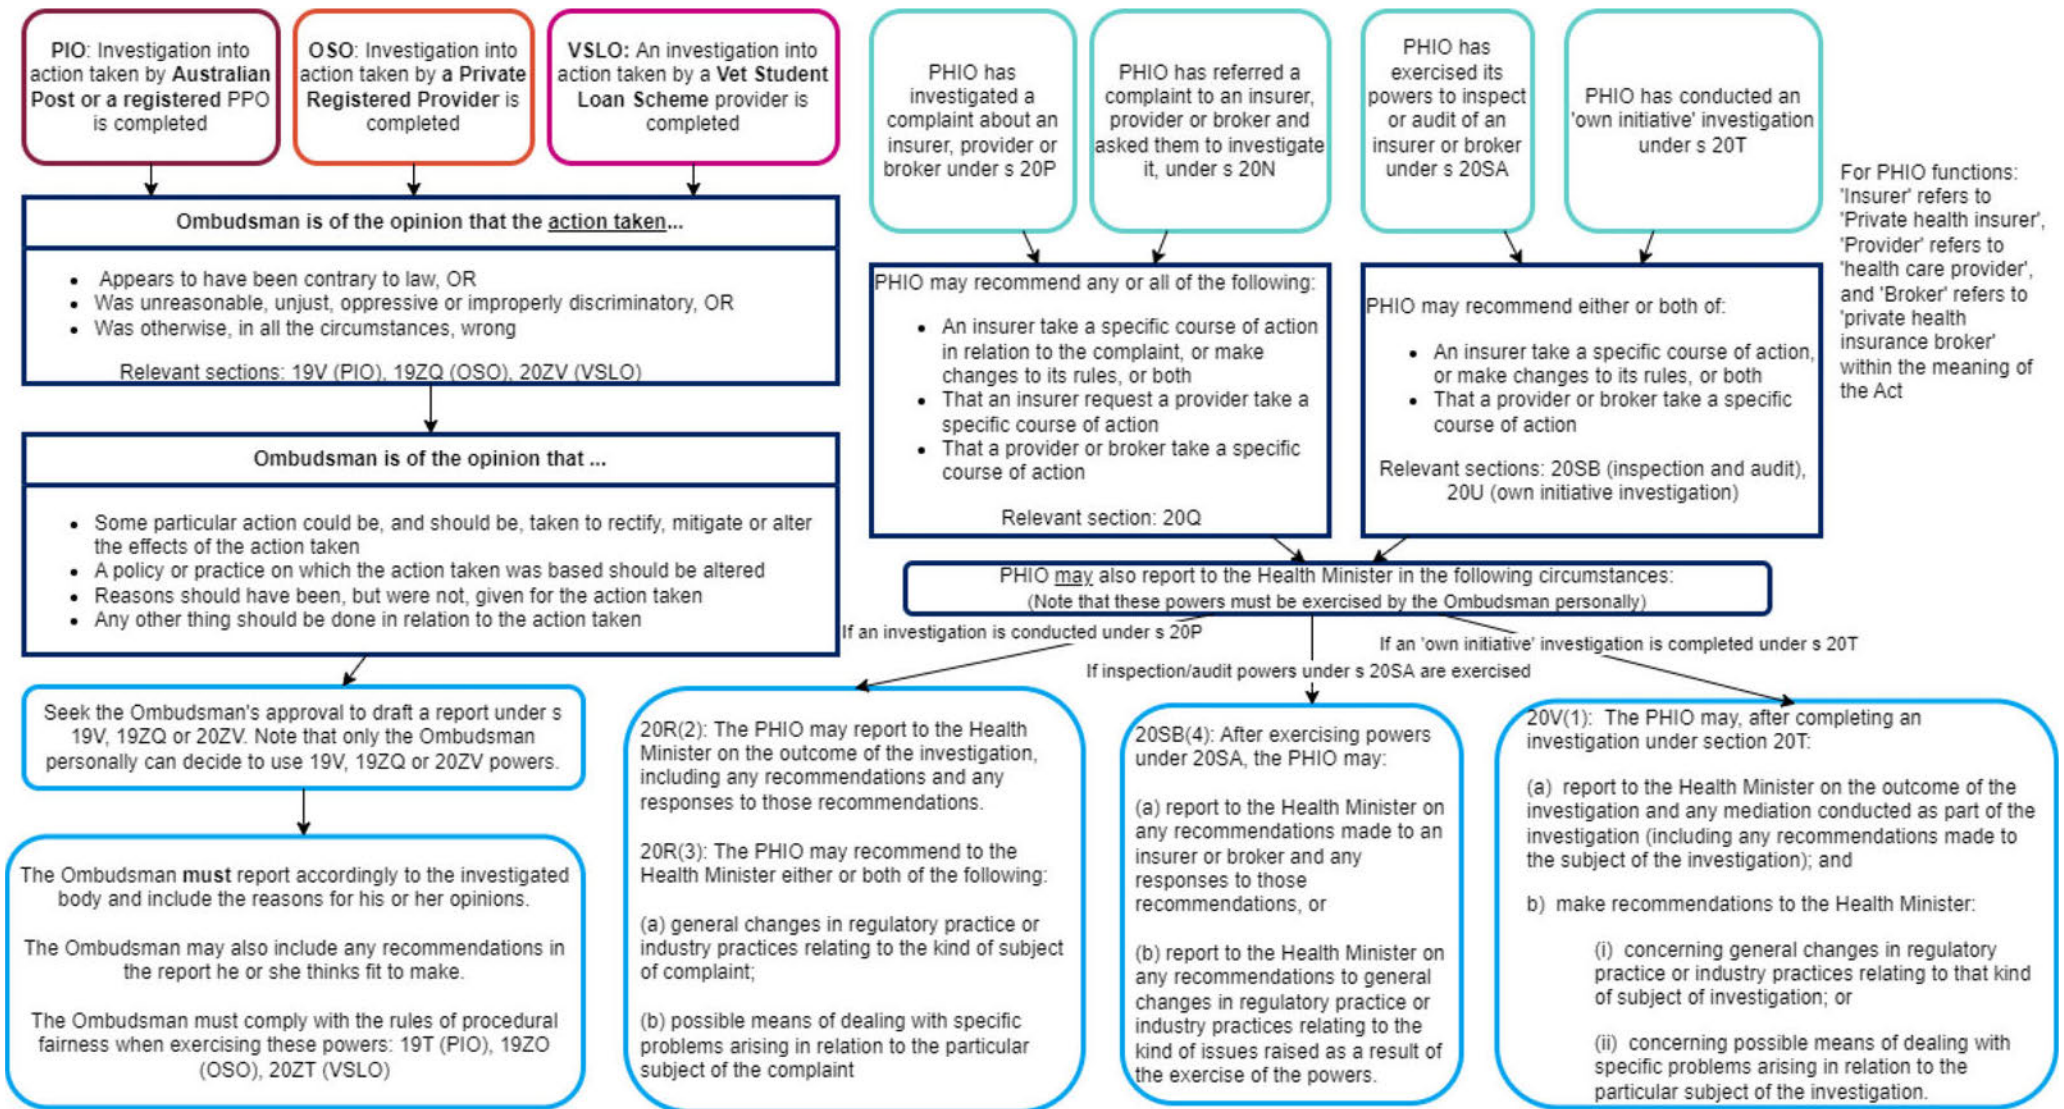 PIO: Investigation into
action taken by Australian
Post or a registered PPO
is completed
OSO: Investigation into
action taken by a Private
Registered Provider is
completed
VSLO: An investigation into
action taken by a Vet Student
Loan Scheme provider is
completed
PHIO has
investigated a
complaint about an
insurer, provider or
broker under s 20P
PHIO has referred a
complaint to an insurer,
provider or broker and
asked them to investigate
it, under s 20N
PHIO has
exercised its
powers to inspect
or audit of an
insurer or broker
under s 20SA
PHIO has conducted an
'own initiative' investigation
under s 20T
For PHIO functions:
'Insurer' refers to
'Private health insurer',
'Provider' refers to
'health care provider',
and 'Broker' refers to
'private health
insurance broker'
within the meaning of
the Act
Ombudsman is of the opinion that the action taken...
• Appears to have been contrary to law, OR
• Was unreasonable, unjust, oppressive or improperly discriminatory, OR
• Was otherwise, in all the circumstances, wrong
Relevant sections: 19V (PIO), 19ZQ (OSO), 20ZV (VSLO)
PHIO may recommend any or all of the following:
• An insurer take a specific course of action
in relation to the complaint, or make
changes to its rules, or both
• That an insurer request a provider take a
specific course of action
• That a provider or broker take a specific
course of action
Relevant section: 20Q
PHIO may recommend either or both of:
• An insurer take a specific course of action,
or make changes to its rules, or both
• That a provider or broker take a specific
course of action
Relevant sections: 20SB (inspection and audit),
20U (own initiative investigation)
Ombudsman is of the opinion that ...
• Some particular action could be, and should be, taken to rectify, mitigate or alter
the effects of the action taken
• A policy or practice on which the action taken was based should be altered
• Reasons should have been, but were not, given for the action taken
• Any other thing should be done in relation to the action taken
PHIO may also report to the Health Minister in the following circumstances:
(Note that these powers must be exercised by the Ombudsman personally)
If an investigation is conducted under s 20P
If inspection/audit powers under s 20SA are exercised
If an 'own initiative' investigation is completed under s 20T
Seek the Ombudsman's approval to draft a report under s
19V, 19ZQ or 20ZV. Note that only the Ombudsman
personally can decide to use 19V, 19ZQ or 20ZV powers.
The Ombudsman must report accordingly to the investigated
body and include the reasons for his or her opinions.
The Ombudsman may also include any recommendations in
the report he or she thinks fit to make.
The Ombudsman must comply with the rules of procedural
fairness when exercising these powers: 19T (PIO), 19ZO
(OSO), 20ZT (VSLO)
20R(2): The PHIO may report to the Health
Minister on the outcome of the investigation,
including any recommendations and any
responses to those recommendations.
20R(3): The PHIO may recommend to the
Health Minister either or both of the following:
(a) general changes in regulatory practice or
industry practices relating to the kind of subject
of complaint;
(b) possible means of dealing with specific
problems arising in relation to the particular
subject of the complaint
20SB(4): After exercising powers
under 20SA, the PHIO may:
(a) report to the Health Minister on
any recommendations made to an
insurer or broker and any
responses to those
recommendations, or
(b) report to the Health Minister on
any recommendations to general
changes in regulatory practice or
industry practices relating to the
kind of issues raised as a result of
the exercise of the powers.
20V(1): The PHIO may, after completing an
investigation under section 20T:
(a) report to the Health Minister on the outcome of the
investigation and any mediation conducted as part of the
investigation (including any recommendations made to
the subject of the investigation); and
b) make recommendations to the Health Minister:
(i) concerning general changes in regulatory
practice or industry practices relating to that kind
of subject of investigation; or
(ii) concerning possible means of dealing with
specific problems arising in relation to the
particular subject of the investigation.